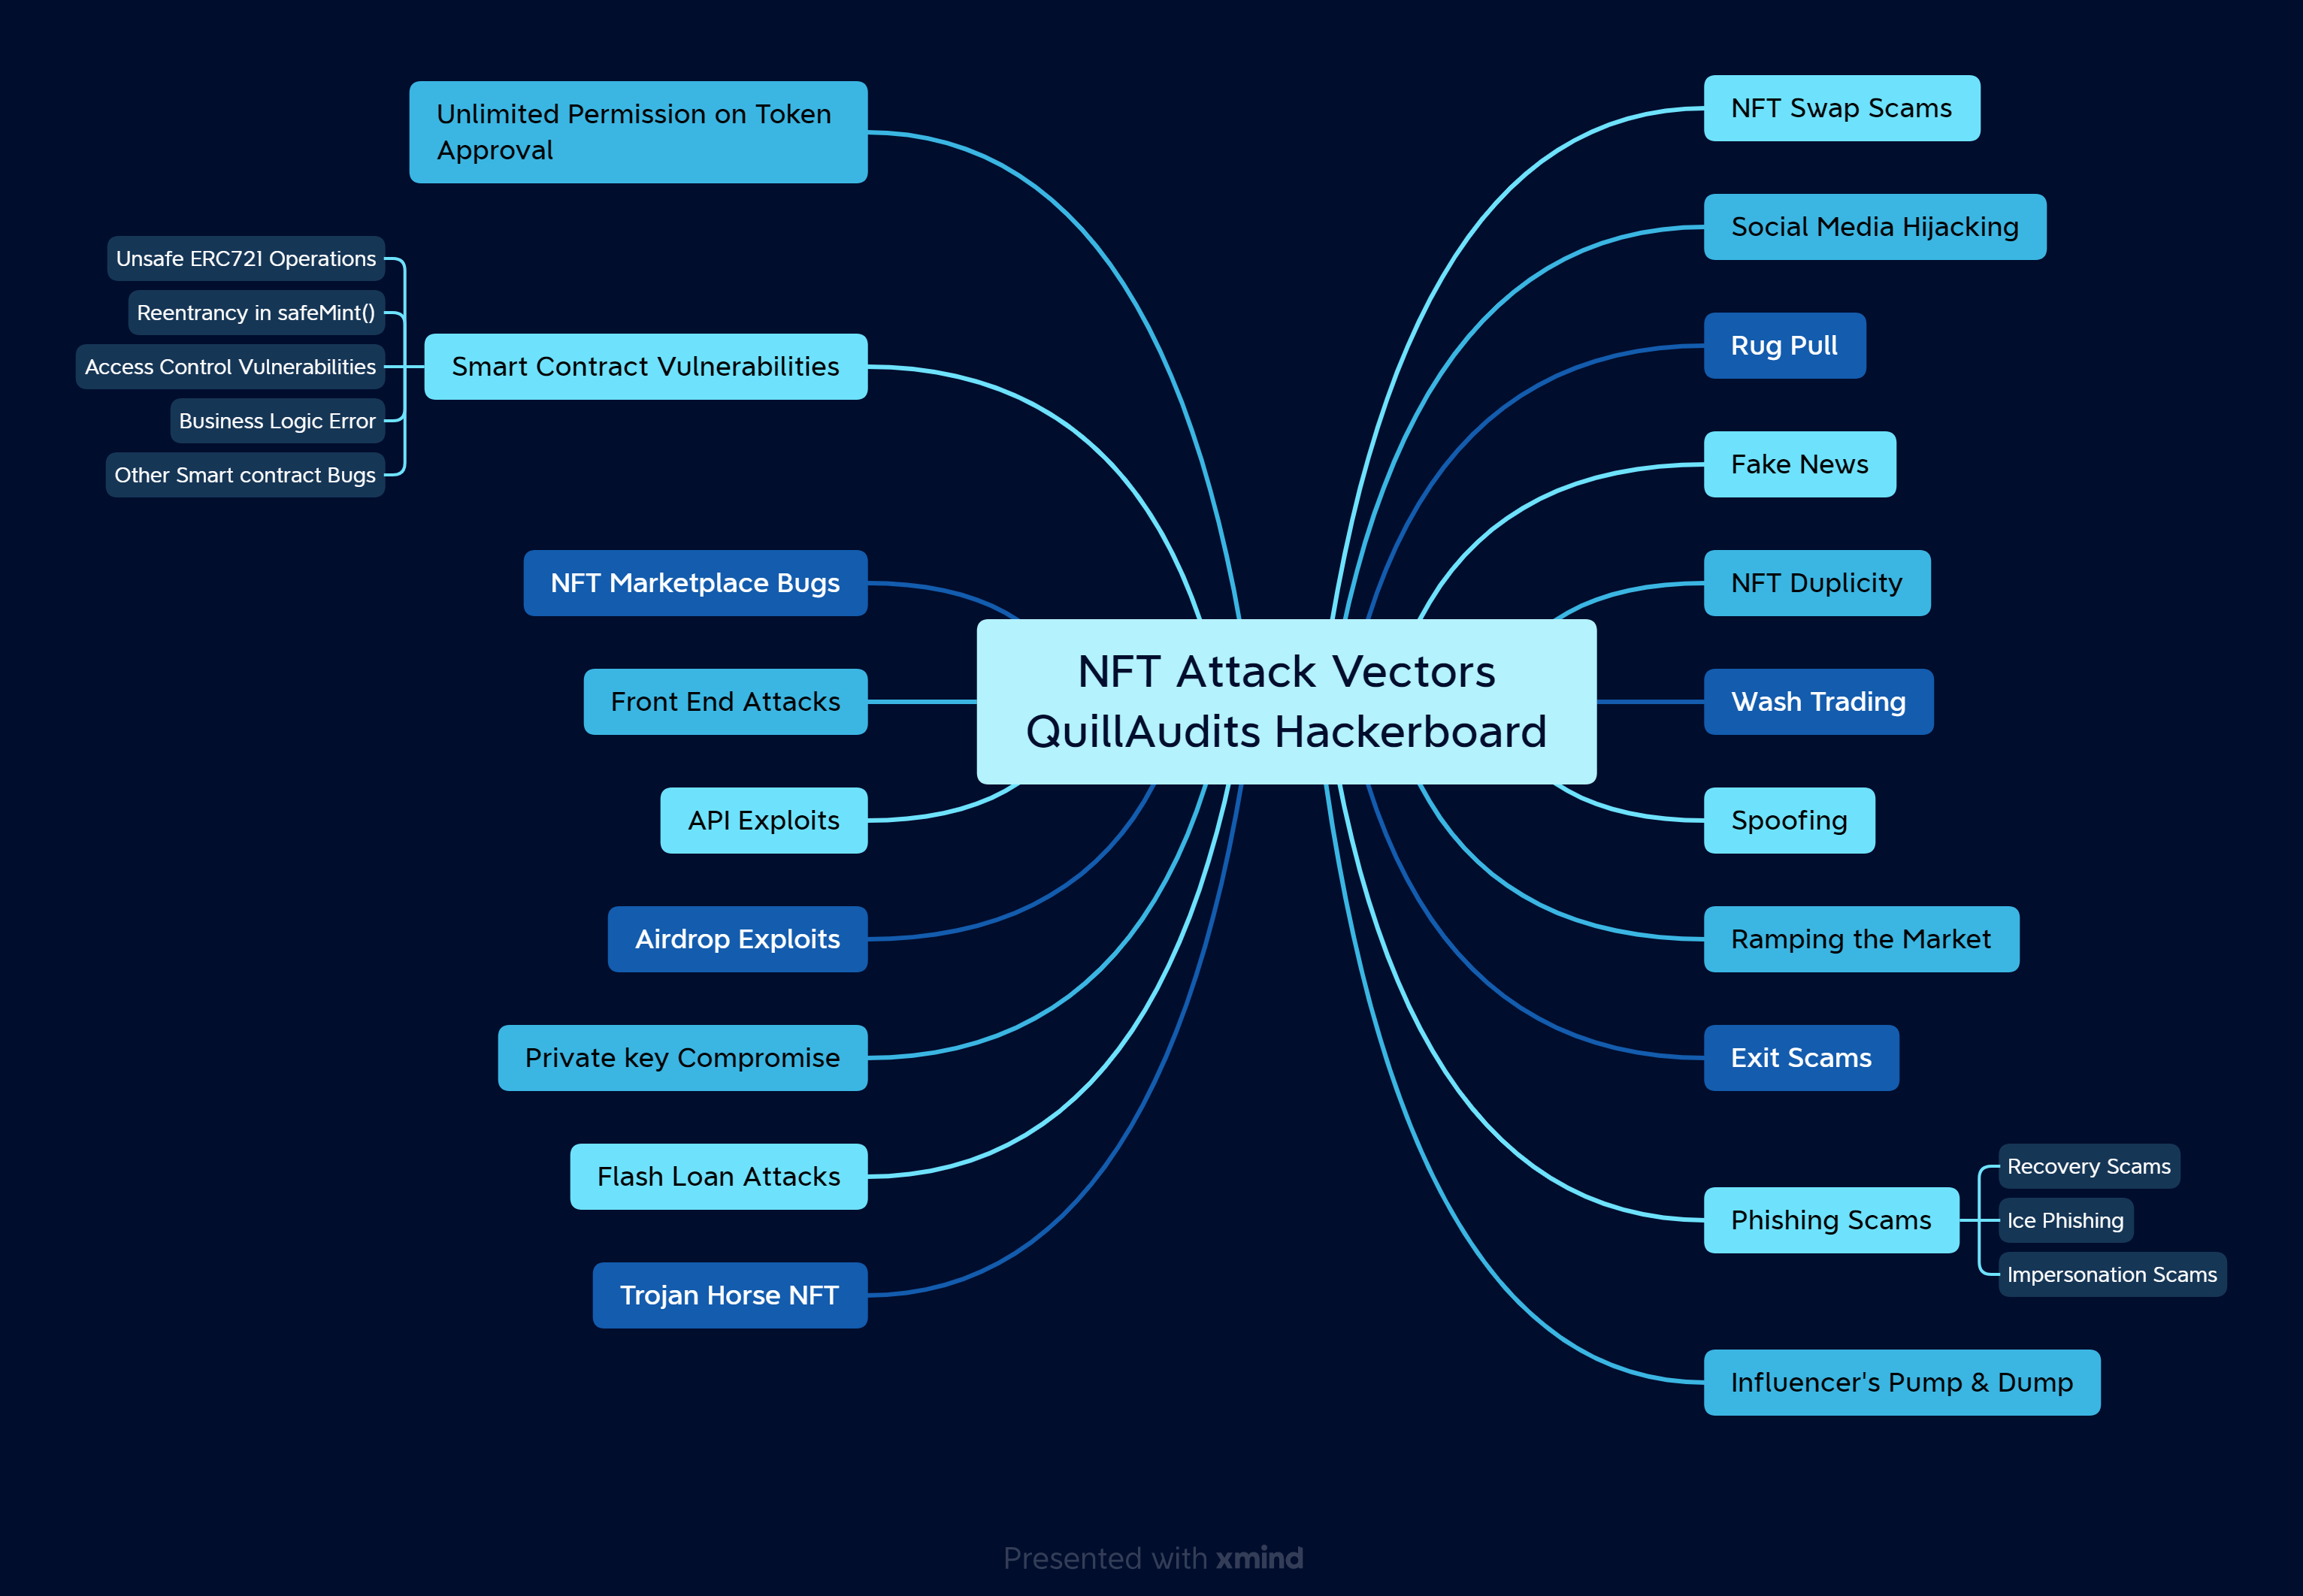 NFT Attack Vectors
QuillAudits Hackerboard
NFT Swap Scams
Social Media Hijacking
Rug Pull
Fake News
NFT Duplicity
Wash Trading
Spoofing
Ramping the Market
Exit Scams
Phishing Scams
Recovery Scams
Ice Phishing
Impersonation Scams
Influencer's Pump & Dump
Unlimited Permission on Token
Approval
Smart Contract Vulnerabilities
Unsafe ERC721 Operations
Reentrancy in safeMint()
Access Control Vulnerabilities
Business Logic Error
Other Smart contract Bugs
NFT Marketplace Bugs
Front End Attacks
API Exploits
Airdrop Exploits
Private key Compromise
Flash Loan Attacks
Trojan Horse NFT
Presented with xmind